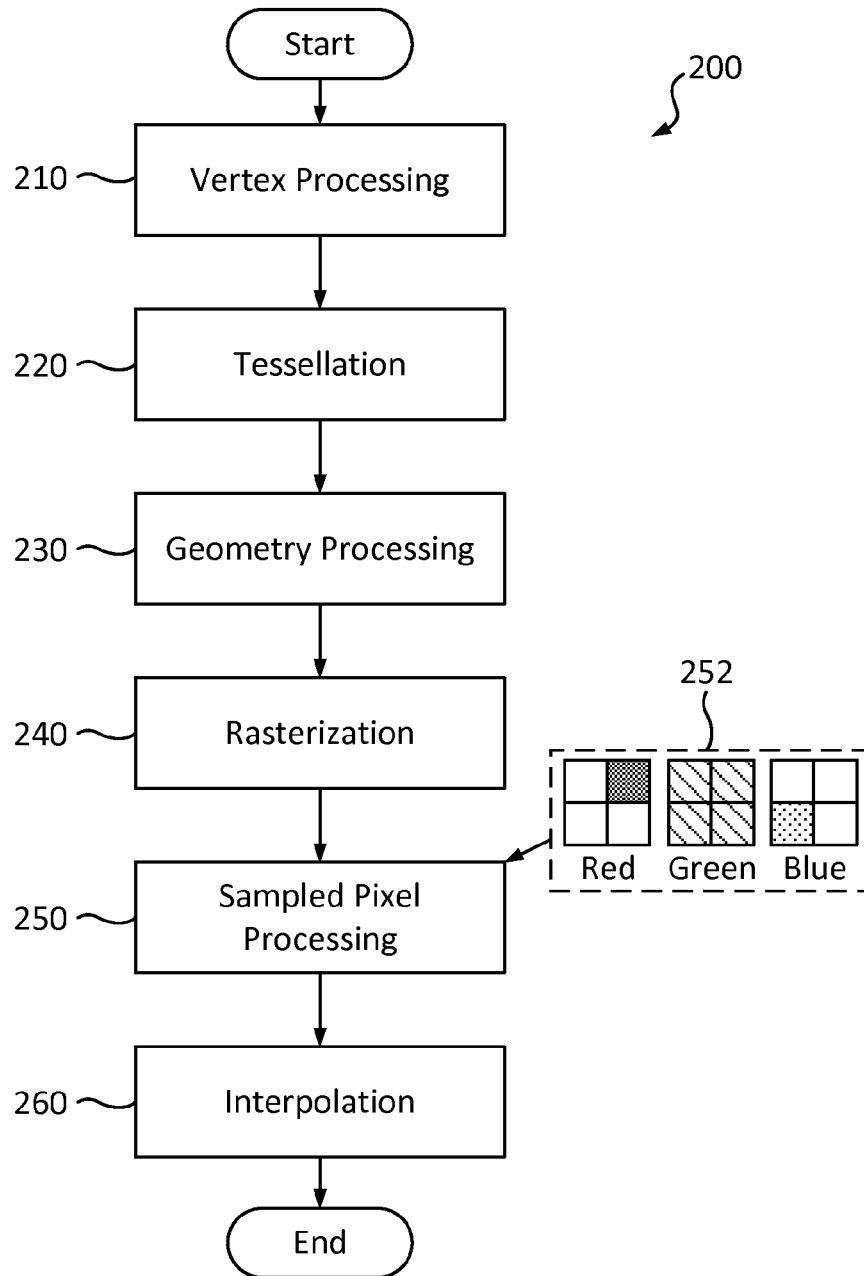 Start
200
210
Vertex Processing
220
Tessellation
230
Geometry Processing
252
240
Rasterization
Red Green Blue
250
Sampled Pixel
Processing
260
Interpolation
End